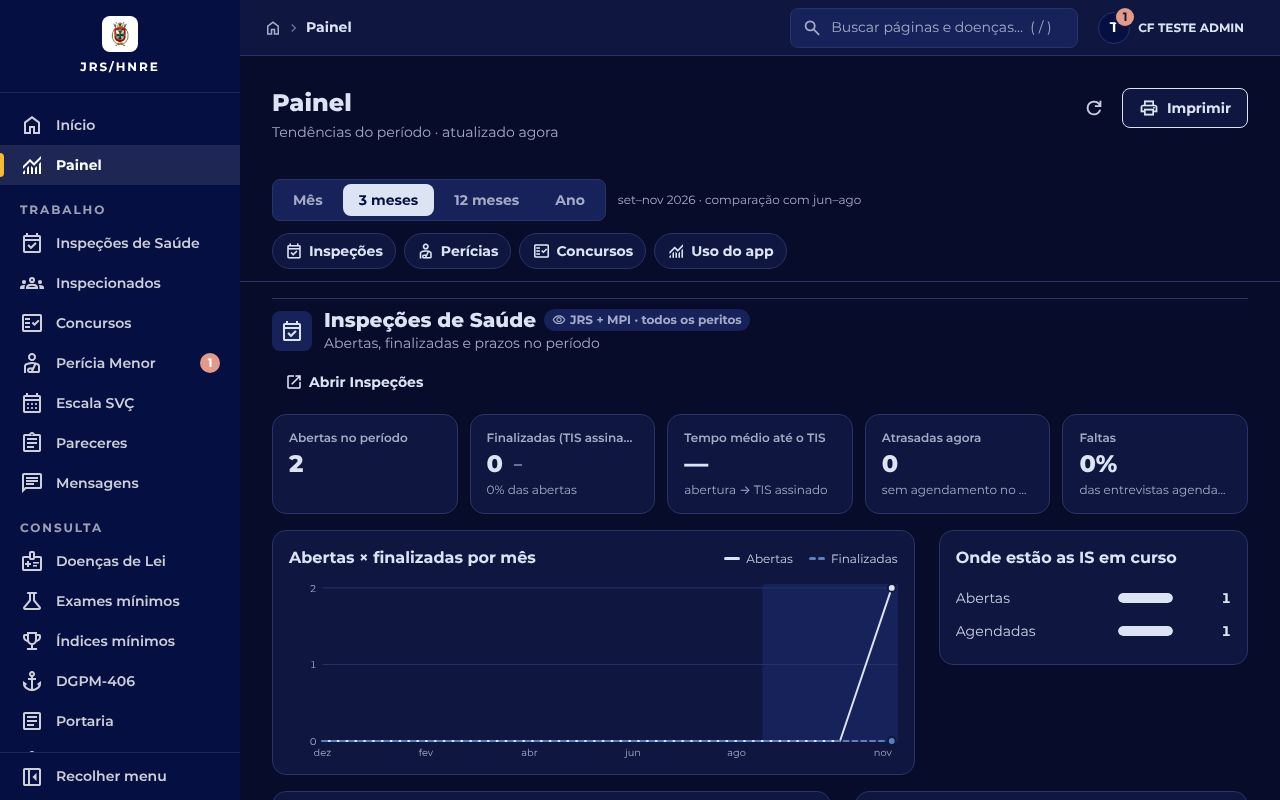 JRS/HNRE
Início
Painel
TRABALHO
Inspeções de Saúde
Inspecionados
Concursos
Perícia Menor 1
Escala SVÇ
Pareceres
Mensagens
CONSULTA
Doenças de Lei
Exames mínimos
Índices mínimos
DGPM-406
Portaria
Recolher menu
Painel
Buscar páginas e doenças... ( / )
T
1
CF TESTE ADMIN
Painel
Tendências do período · atualizado agora
Imprimir
Mês
3 meses
12 meses
Ano
set–nov 2026 · comparação com jun–ago
Inspeções
Perícias
Concursos
Uso do app
Inspeções de Saúde
JRS + MPI · todos os peritos
Abertas, finalizadas e prazos no período
Abrir Inspeções
Abertas no período
2
Finalizadas (TIS assina...
0 –
0% das abertas
Tempo médio até o TIS
—
abertura → TIS assinado
Atrasadas agora
0
sem agendamento no ...
Faltas
0%
das entrevistas agenda...
Abertas × finalizadas por mês
Abertas
Finalizadas
2
1
0
dez fev abr jun ago nov
Onde estão as IS em curso
Abertas 1
Agendadas 1